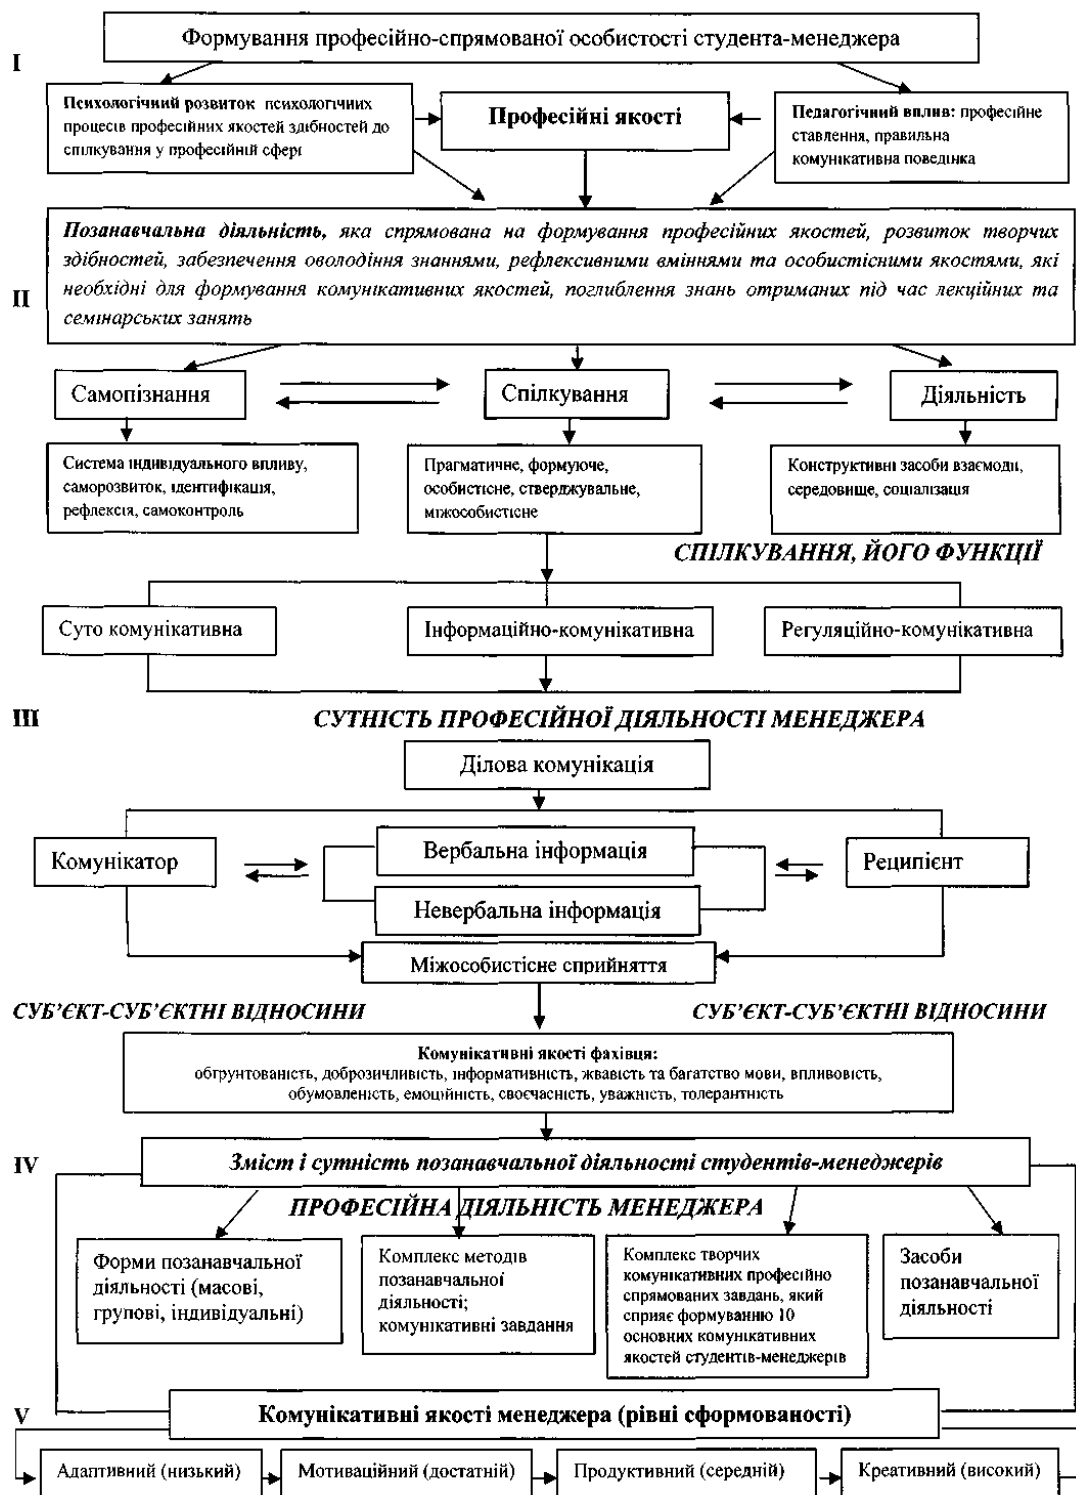 Формування професійно-спрямованої особистості студента-менеджера
I
Психологічний розвиток психологічних
процесів професійних якостей здібностей до
спілкування у професійній сфері
Професійні якості
Педагогічний вплив: професійне
ставлення, правильна
комунікативна поведінка
Позанавчальна діяльність, яка спрямована на формування професійних якостей, розвиток творчих
здібностей, забезпечення оволодіння знаннями, рефлексивними вміннями та особистісними якостями, які
II
необхідні для формування комунікативних якостей, поглиблення знань отриманих під час лекційних та
семінарських занять
Самопізнання
Спілкування
Діяльність
Система індивідуального впливу,
саморозвиток, ідентифікація,
рефлексія, самоконтроль
Прагматичне, формуюче,
особистісне, стверджувальне,
міжособистісне
Конструктивні засоби взаємодії,
середовище, соціалізація
СПІЛКУВАННЯ, ЙОГО ФУНКЦІЇ
Суто комунікативна
Інформаційно-комунікативна
Регуляційно-комунікативна
III
СУТНІСТЬ ПРОФЕСІЙНОЇ ДІЯЛЬНОСТІ МЕНЕДЖЕРА
Ділова комунікація
Комунікатор
Вербальна інформація
Невербальна інформація
Реципієнт
Міжособистісне сприйняття
СУБ’ЄКТ-СУБ’ЄКТНІ ВІДНОСИНИ
СУБ’ЄКТ-СУБ’ЄКТНІ ВІДНОСИНИ
Комунікативні якості фахівця:
обґрунтованість, доброзичливість, інформативність, жвавість та багатство мови, впливовість,
обумовленість, емоційність, своєчасність, уважність, толерантність
IV
Зміст і сутність позанавчальної діяльності студентів-менеджерів
ПРОФЕСІЙНА ДІЯЛЬНІСТЬ МЕНЕДЖЕРА
Форми позанавчальної
діяльності (масові,
групові, індивідуальні)
Комплекс методів
позанавчальної
діяльності;
комунікативні завдання
Комплекс творчих
комунікативних професійно
спрямованих завдань, який
сприяє формуванню 10
основних комунікативних
якостей студентів-менеджерів
Засоби
позанавчальної
діяльності
V
Комунікативні якості менеджера (рівні сформованості)
Адаптивний (низький)
Мотиваційний (достатній)
Продуктивний (середній)
Креативний (високий)